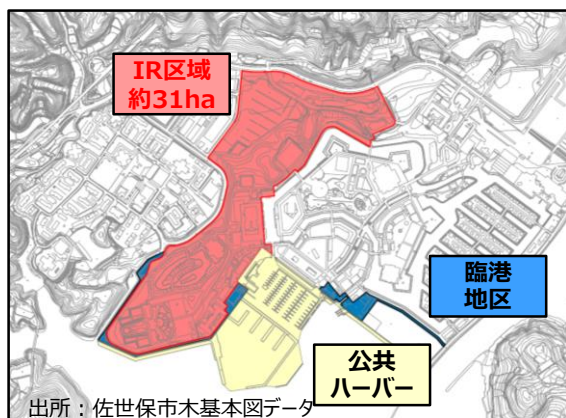 IR区域
約31ha
臨港
地区
公共
ハーバー
出所：佐世保市木基本図データ